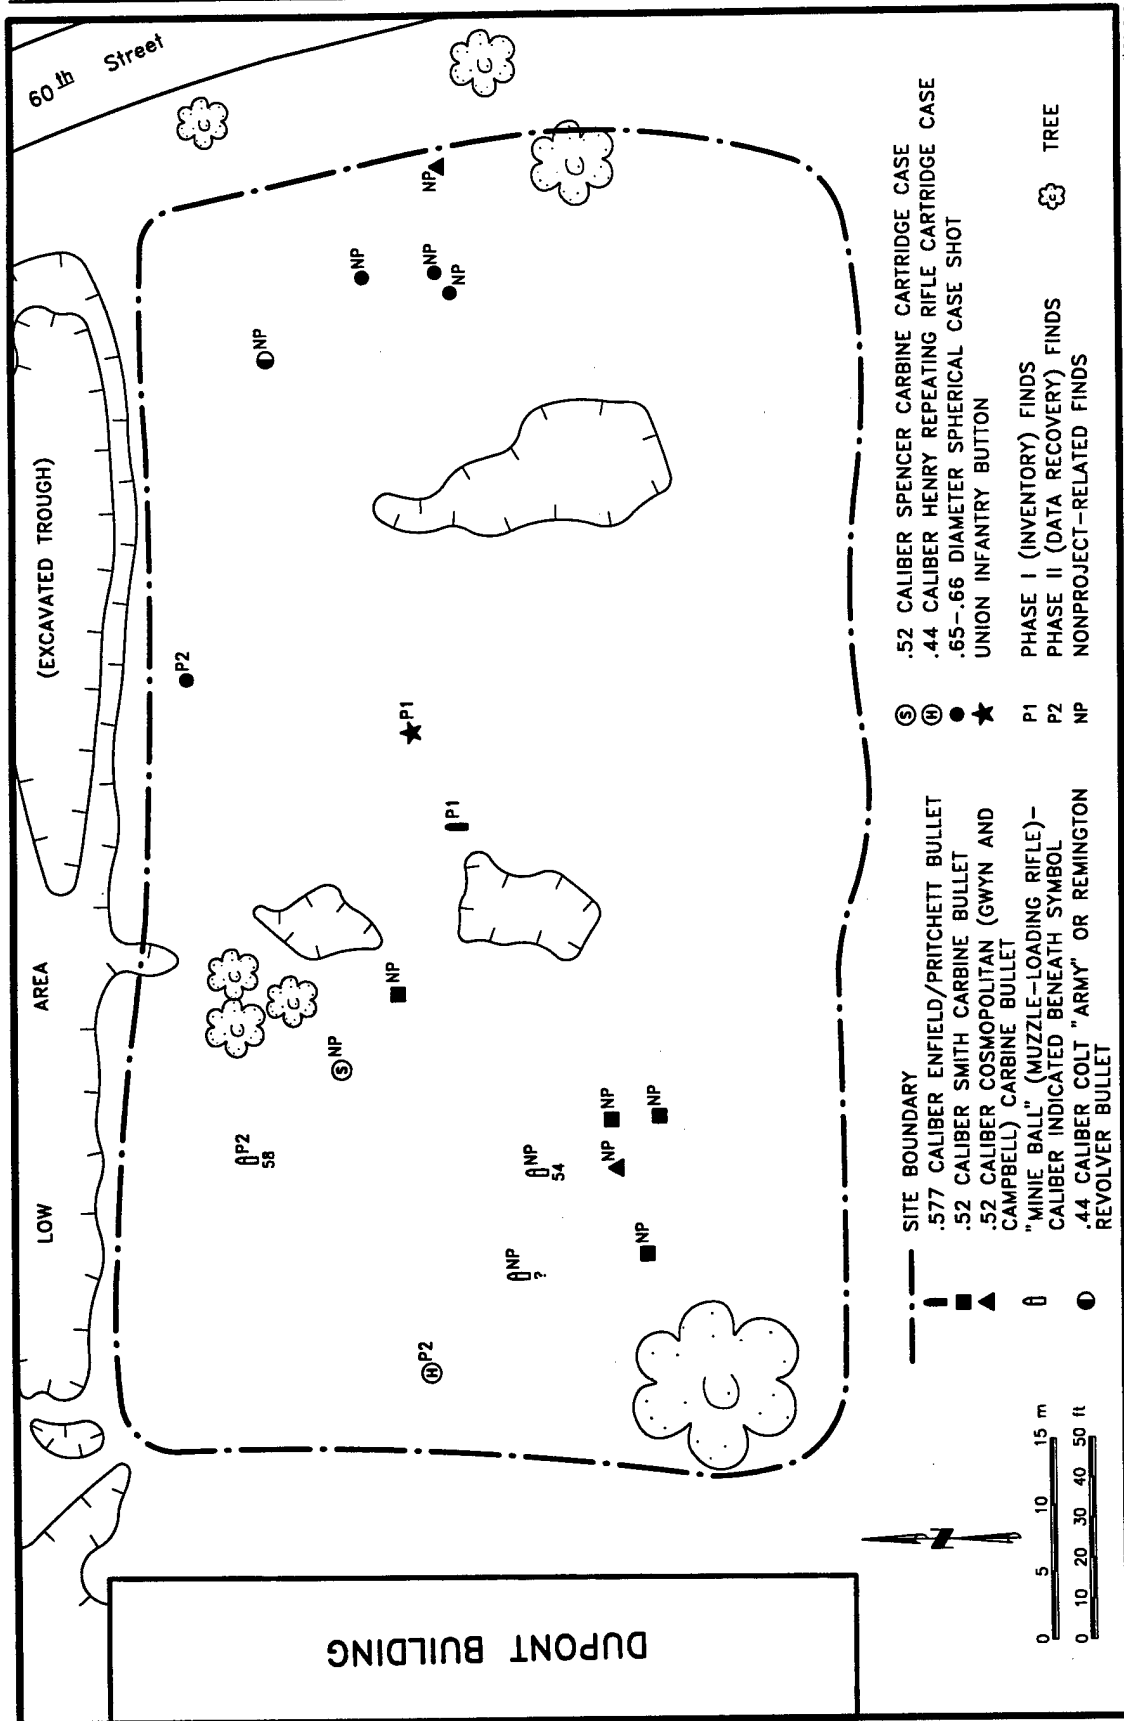 60th Street
(EXCAVATED TROUGH)
AREA
LOW
NP
NP
NP
NP
NP
P2
P1
P1
NP
S NP
P2
58
NP
54
NP
NP
NP
NP
NP
?
H P2
DUPONT BUILDING
SITE BOUNDARY
.577 CALIBER ENFIELD/PRITCHETT BULLET
.52 CALIBER SMITH CARBINE BULLET
.52 CALIBER COSMOPOLITAN (GWYN AND
CAMPBELL) CARBINE BULLET
"MINIE BALL" (MUZZLE-LOADING RIFLE)-
CALIBER INDICATED BENEATH SYMBOL
.44 CALIBER COLT "ARMY" OR REMINGTON
REVOLVER BULLET
S .52 CALIBER SPENCER CARBINE CARTRIDGE CASE
H .44 CALIBER HENRY REPEATING RIFLE CARTRIDGE CASE
.65-.66 DIAMETER SPHERICAL CASE SHOT
UNION INFANTRY BUTTON
P1 PHASE I (INVENTORY) FINDS
P2 PHASE II (DATA RECOVERY) FINDS
NP NONPROJECT-RELATED FINDS
TREE
N
0 5 10 15 m
0 10 20 30 40 50 ft